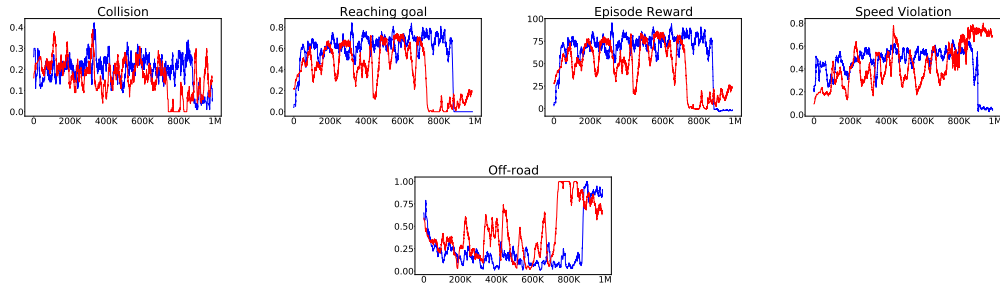 Collision
0.4
0.3
0.2
0.1
0.0
0 200K 400K 600K 800K 1M
Reaching goal
0.8
0.6
0.4
0.2
0.0
0 200K 400K 600K 800K 1M
Episode Reward
100
75
50
25
0
0 200K 400K 600K 800K 1M
Speed Violation
0.8
0.6
0.4
0.2
0.0
0 200K 400K 600K 800K 1M
Off-road
1.00
0.75
0.50
0.25
0.00
0 200K 400K 600K 800K 1M